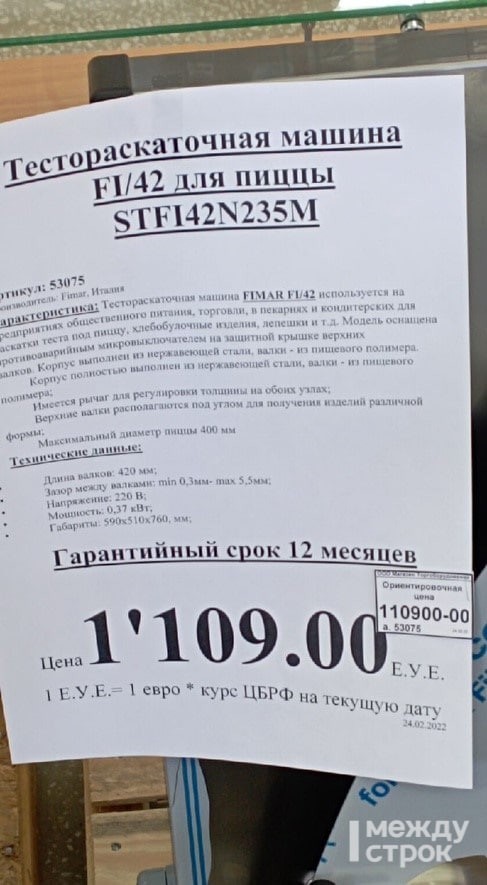 Тестораскаточная машина
FI/42 для пиццы
STFI42N235M
ртикул: 53075
роизводитель: Fimar, Италия
арактеристика: Тестораскаточная машина FIMAR FI/42 используется на
редприятиях общественного питания, торговли, в пекарнях и кондитерских для
аскатки теста под пиццу, хлебобулочные изделия, лепешки и т.д. Модель оснащена
ротивоаварийным микровыключателем на защитной крышке верхних
валков. Корпус выполнен из нержавеющей стали, валки - из пищевого полимера.
Корпус полностью выполнен из нержавеющей стали, валки - из пищевого
полимера;
Имеется рычаг для регулировки толщины на обоих узлах;
Верхние валки располагаются под углом для получения изделий различной
формы;
Максимальный диаметр пиццы 400 мм
Технические данные:
Длина валков: 420 мм;
Зазор между валками: min 0,3мм- max 5,5мм;
Напряжение: 220 В;
Мощность: 0,37 кВт;
Габариты: 590х510х760, мм;
Гарантийный срок 12 месяцев
ООО Магазин Торгоборудование
Ориентировочная
цена
110900-00
а. 53075
Цена 1'109.00 Е.У.Е.
1 Е.У.Е.= 1 евро * курс ЦБРФ на текущую дату
24.02.2022
fo
МЕЖДУ
СТРОК